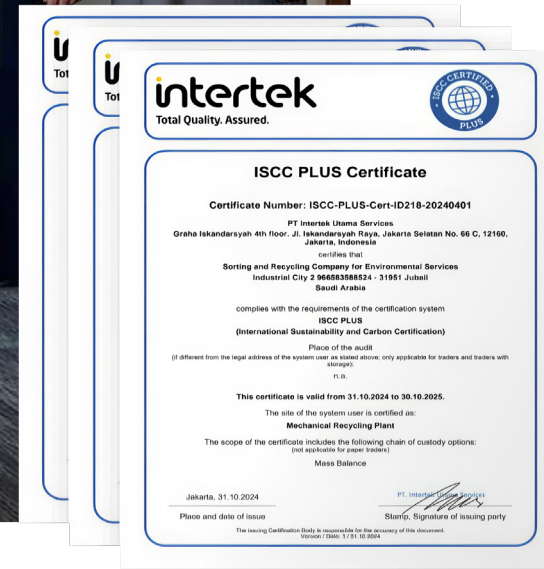 Tot
Tot
intertek
Total Quality. Assured.
ISCC CERTIFIED
PLUS
ISCC PLUS Certificate
Certificate Number: ISCC-PLUS-Cert-ID218-20240401
PT Intertek Utama Services
Graha Iskandarsyah 4th floor. Jl. Iskandarsyah Raya, Jakarta Selatan No. 66 C, 12160,
Jakarta, Indonesia
certifies that
Sorting and Recycling Company for Environmental Services
Industrial City 2 966583588524 - 31951 Jubail
Saudi Arabia
complies with the requirements of the certification system
ISCC PLUS
(International Sustainability and Carbon Certification)
Place of the audit
(if different from the legal address of the system user as stated above; only applicable for traders and traders with
storage):
n.a.
This certificate is valid from 31.10.2024 to 30.10.2025.
The site of the system user is certified as:
Mechanical Recycling Plant
The scope of the certificate includes the following chain of custody options:
(not applicable for paper traders)
Mass Balance
Jakarta, 31.10.2024
PT. Intertek Utama Services
Place and date of issue
Stamp, Signature of issuing party
The issuing Certification Body is responsible for the accuracy of this document.
Version / Date: 1 / 31.10.2024